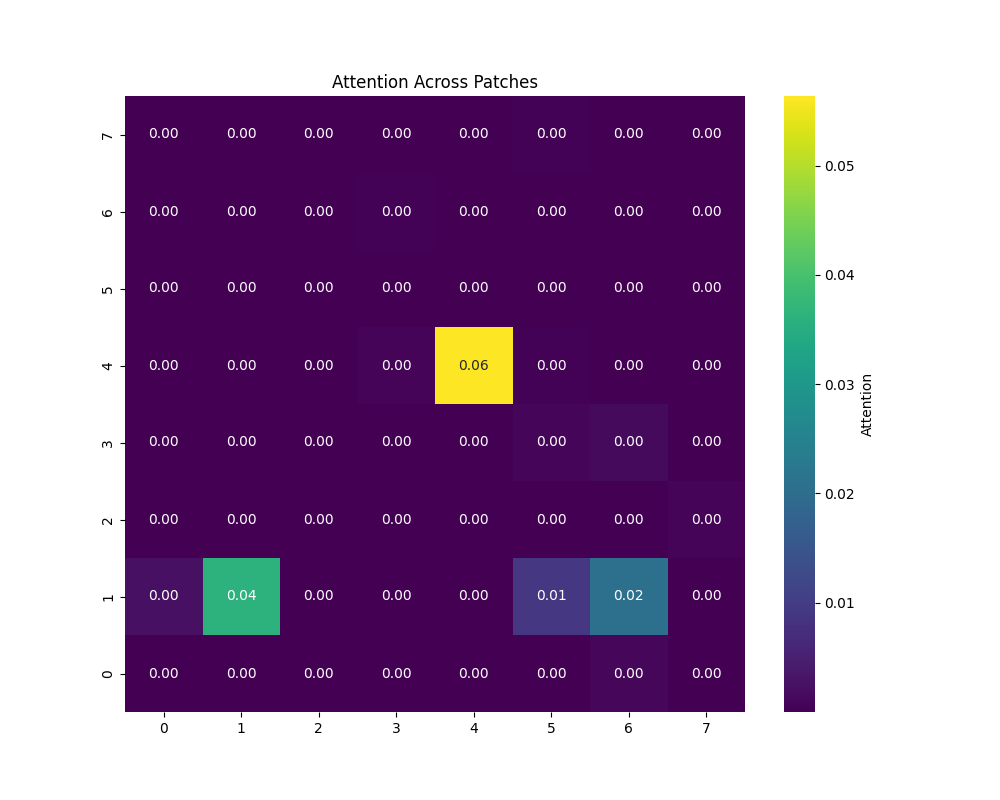 Attention Across Patches
7 0.00 0.00 0.00 0.00 0.00 0.00 0.00 0.00
6 0.00 0.00 0.00 0.00 0.00 0.00 0.00 0.00
5 0.00 0.00 0.00 0.00 0.00 0.00 0.00 0.00
4 0.00 0.00 0.00 0.00 0.06 0.00 0.00 0.00
3 0.00 0.00 0.00 0.00 0.00 0.00 0.00 0.00
2 0.00 0.00 0.00 0.00 0.00 0.00 0.00 0.00
1 0.00 0.04 0.00 0.00 0.00 0.01 0.02 0.00
0 0.00 0.00 0.00 0.00 0.00 0.00 0.00 0.00
0 1 2 3 4 5 6 7
0.05
0.04
0.03
0.02
0.01
Attention